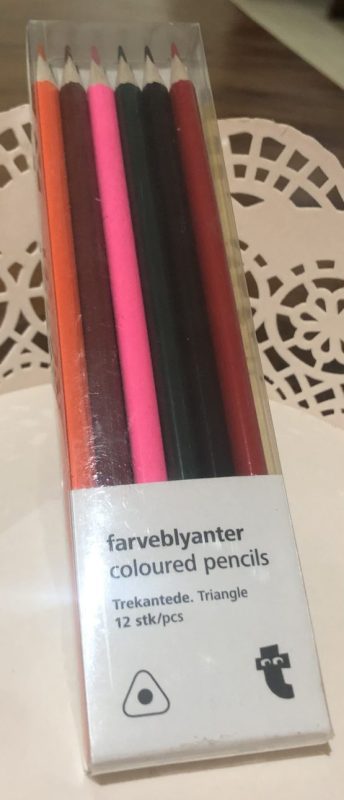 farveblyanter
coloured pencils
Trekantede. Triangle
12 stk/pcs